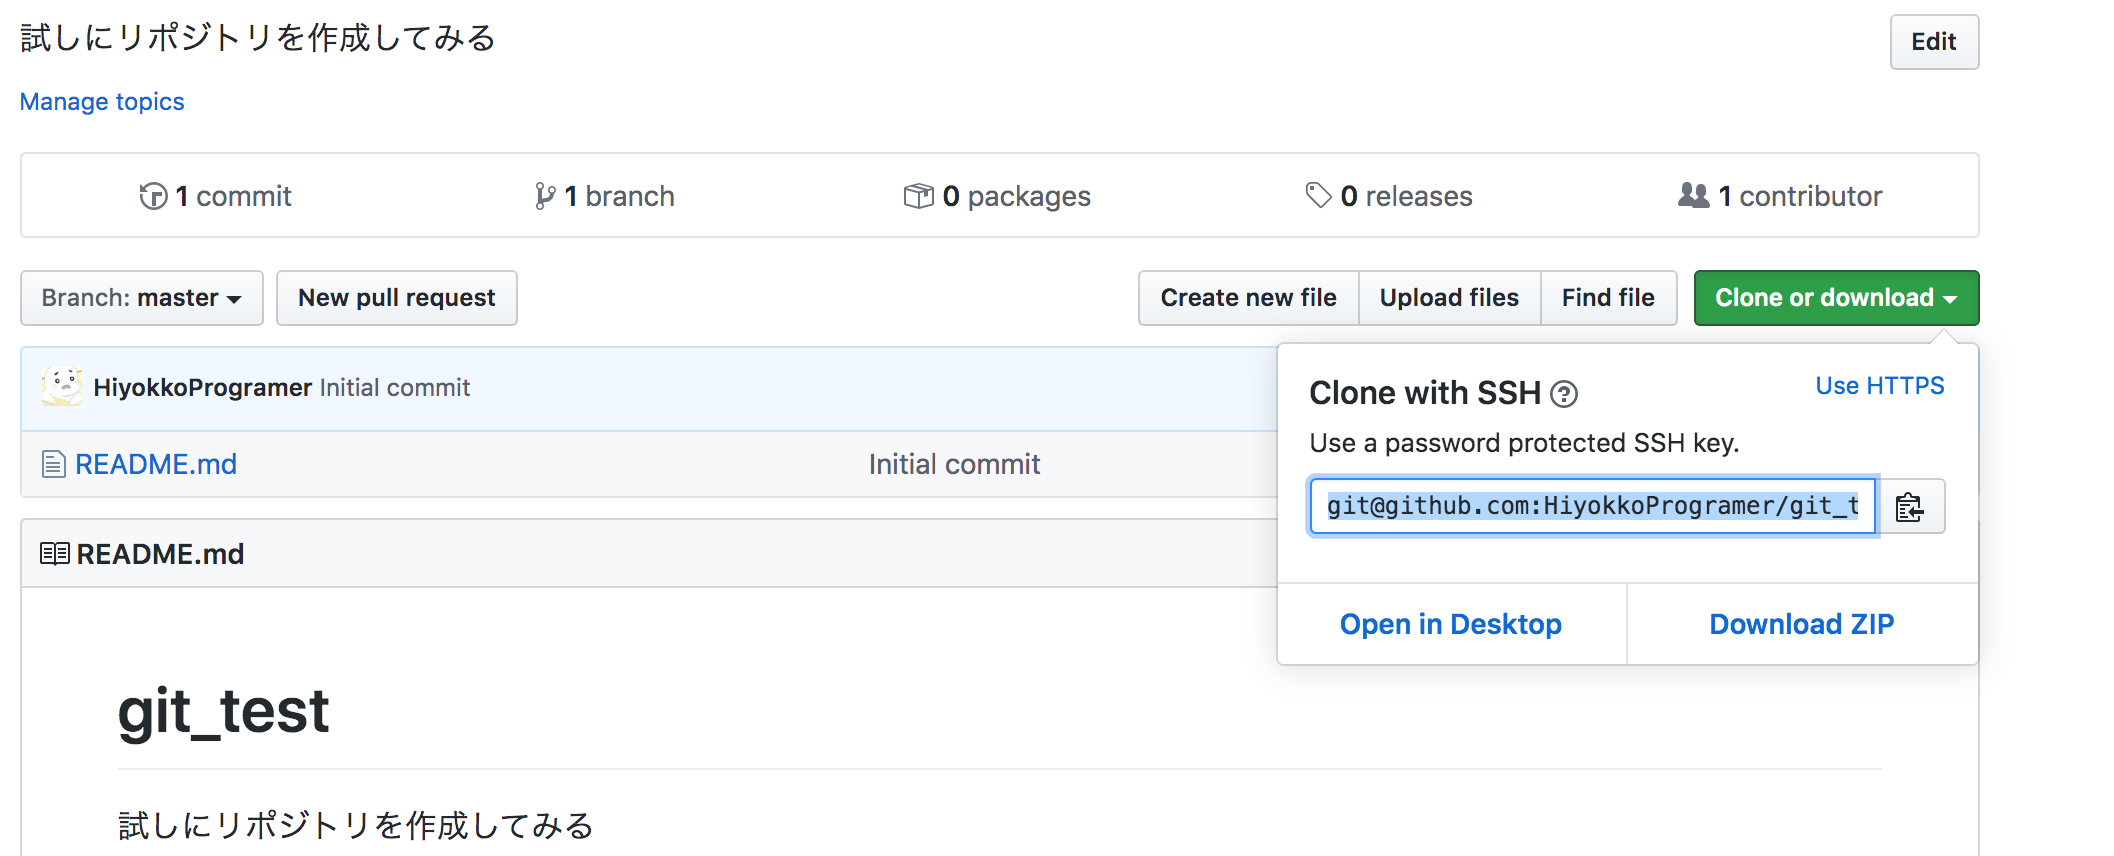 試しにリポジトリを作成してみる
Edit
Manage topics
1 commit
1 branch
0 packages
0 releases
1 contributor
Branch: master
New pull request
Create new file
Upload files
Find file
Clone or download
HiyokkoProgramer Initial commit
README.md
Initial commit
Clone with SSH ?
Use HTTPS
Use a password protected SSH key.
git@github.com:HiyokkoProgramer/git_t
Open in Desktop
Download ZIP
README.md
git_test
試しにリポジトリを作成してみる